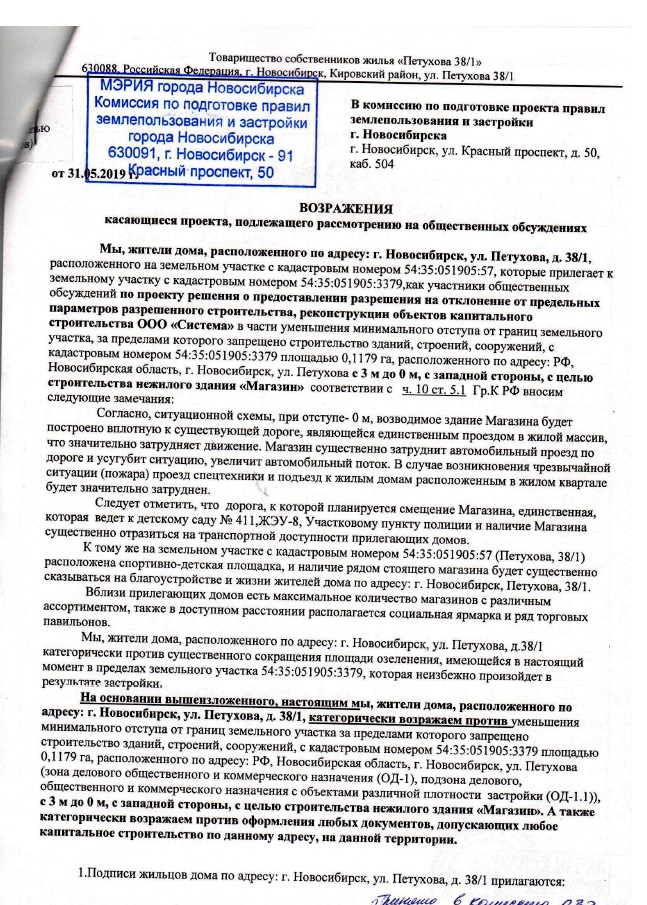 Товарищество собственников жилья «Петухова 38/1»
630088, Российская Федерация, г. Новосибирск, Кировский район, ул. Петухова 38/1
МЭРИЯ города Новосибирска
Комиссия по подготовке правил
землепользования и застройки
города Новосибирска
630091, г. Новосибирск - 91
Красный проспект, 50
от 31.05.2019 г.
В комиссию по подготовке проекта правил
землепользования и застройки
г. Новосибирска
г. Новосибирск, ул. Красный проспект, д. 50,
каб. 504
ВОЗРАЖЕНИЯ
касающиеся проекта, подлежащего рассмотрению на общественных обсуждениях
Мы, жители дома, расположенного по адресу: г. Новосибирск, ул. Петухова, д. 38/1,
расположенного на земельном участке с кадастровым номером 54:35:051905:57, которые прилегает к
земельному участку с кадастровым номером 54:35:051905:3379,как участники общественных
обсуждений по проекту решения о предоставлении разрешения на отклонение от предельных
параметров разрешенного строительства, реконструкции объектов капитального
строительства ООО «Система» в части уменьшения минимального отступа от границ земельного
участка, за пределами которого запрещено строительство зданий, строений, сооружений, с
кадастровым номером 54:35:051905:3379 площадью 0,1179 га, расположенного по адресу: РФ,
Новосибирская область, г. Новосибирск, ул. Петухова с 3 м до 0 м, с западной стороны, с целью
строительства нежилого здания «Магазин» соответствии с ч. 10 ст. 5.1 Гр.К РФ вносим
следующие замечания:
Согласно, ситуационной схемы, при отступе- 0 м, возводимое здание Магазина будет
построено вплотную к существующей дороге, являющейся единственным проездом в жилой массив,
что значительно затрудняет движение. Магазин существенно затруднит автомобильный проезд по
дороге и усугубит ситуацию, увеличит автомобильный поток. В случае возникновения чрезвычайной
ситуации (пожара) проезд спецтехники и подъезд к жилым домам расположенным в жилом квартале
будет значительно затруднен.
Следует отметить, что дорога, к которой планируется смещение Магазина, единственная,
которая ведет к детскому саду № 411,ЖЭУ-8, Участковому пункту полиции и наличие Магазина
существенно отразиться на транспортной доступности прилегающих домов.
К тому же на земельном участке с кадастровым номером 54:35:051905:57 (Петухова, 38/1)
расположена спортивно-детская площадка, и наличие рядом стоящего магазина будет существенно
сказываться на благоустройстве и жизни жителей дома по адресу: г. Новосибирск, Петухова, 38/1.
Вблизи прилегающих домов есть максимальное количество магазинов с различным
ассортиментом, также в доступном расстоянии располагается социальная ярмарка и ряд торговых
павильонов.
Мы, жители дома, расположенного по адресу: г. Новосибирск, ул. Петухова, д.38/1
категорически против существенного сокращения площади озеленения, имеющейся в настоящий
момент в пределах земельного участка 54:35:051905:3379, которая неизбежно произойдет в
результате застройки.
На основании вышеизложенного, настоящим мы, жители дома, расположенного по
адресу: г. Новосибирск, ул. Петухова, д. 38/1, категорически возражаем против уменьшения
минимального отступа от границ земельного участка за пределами которого запрещено
строительство зданий, строений, сооружений, с кадастровым номером 54:35:051905:3379 площадью
0,1179 га, расположенного по адресу: РФ, Новосибирская область, г. Новосибирск, ул. Петухова
(зона делового общественного и коммерческого назначения (ОД-1), подзона делового,
общественного и коммерческого назначения с объектами различной плотности застройки (ОД-1.1)),
с 3 м до 0 м, с западной стороны, с целью строительства нежилого здания «Магазин». А также
категорически возражаем против оформления любых документов, допускающих любое
капитальное строительство по данному адресу, на данной территории.
1.Подписи жильцов дома по адресу: г. Новосибирск, ул. Петухова, д. 38/1 прилагаются: